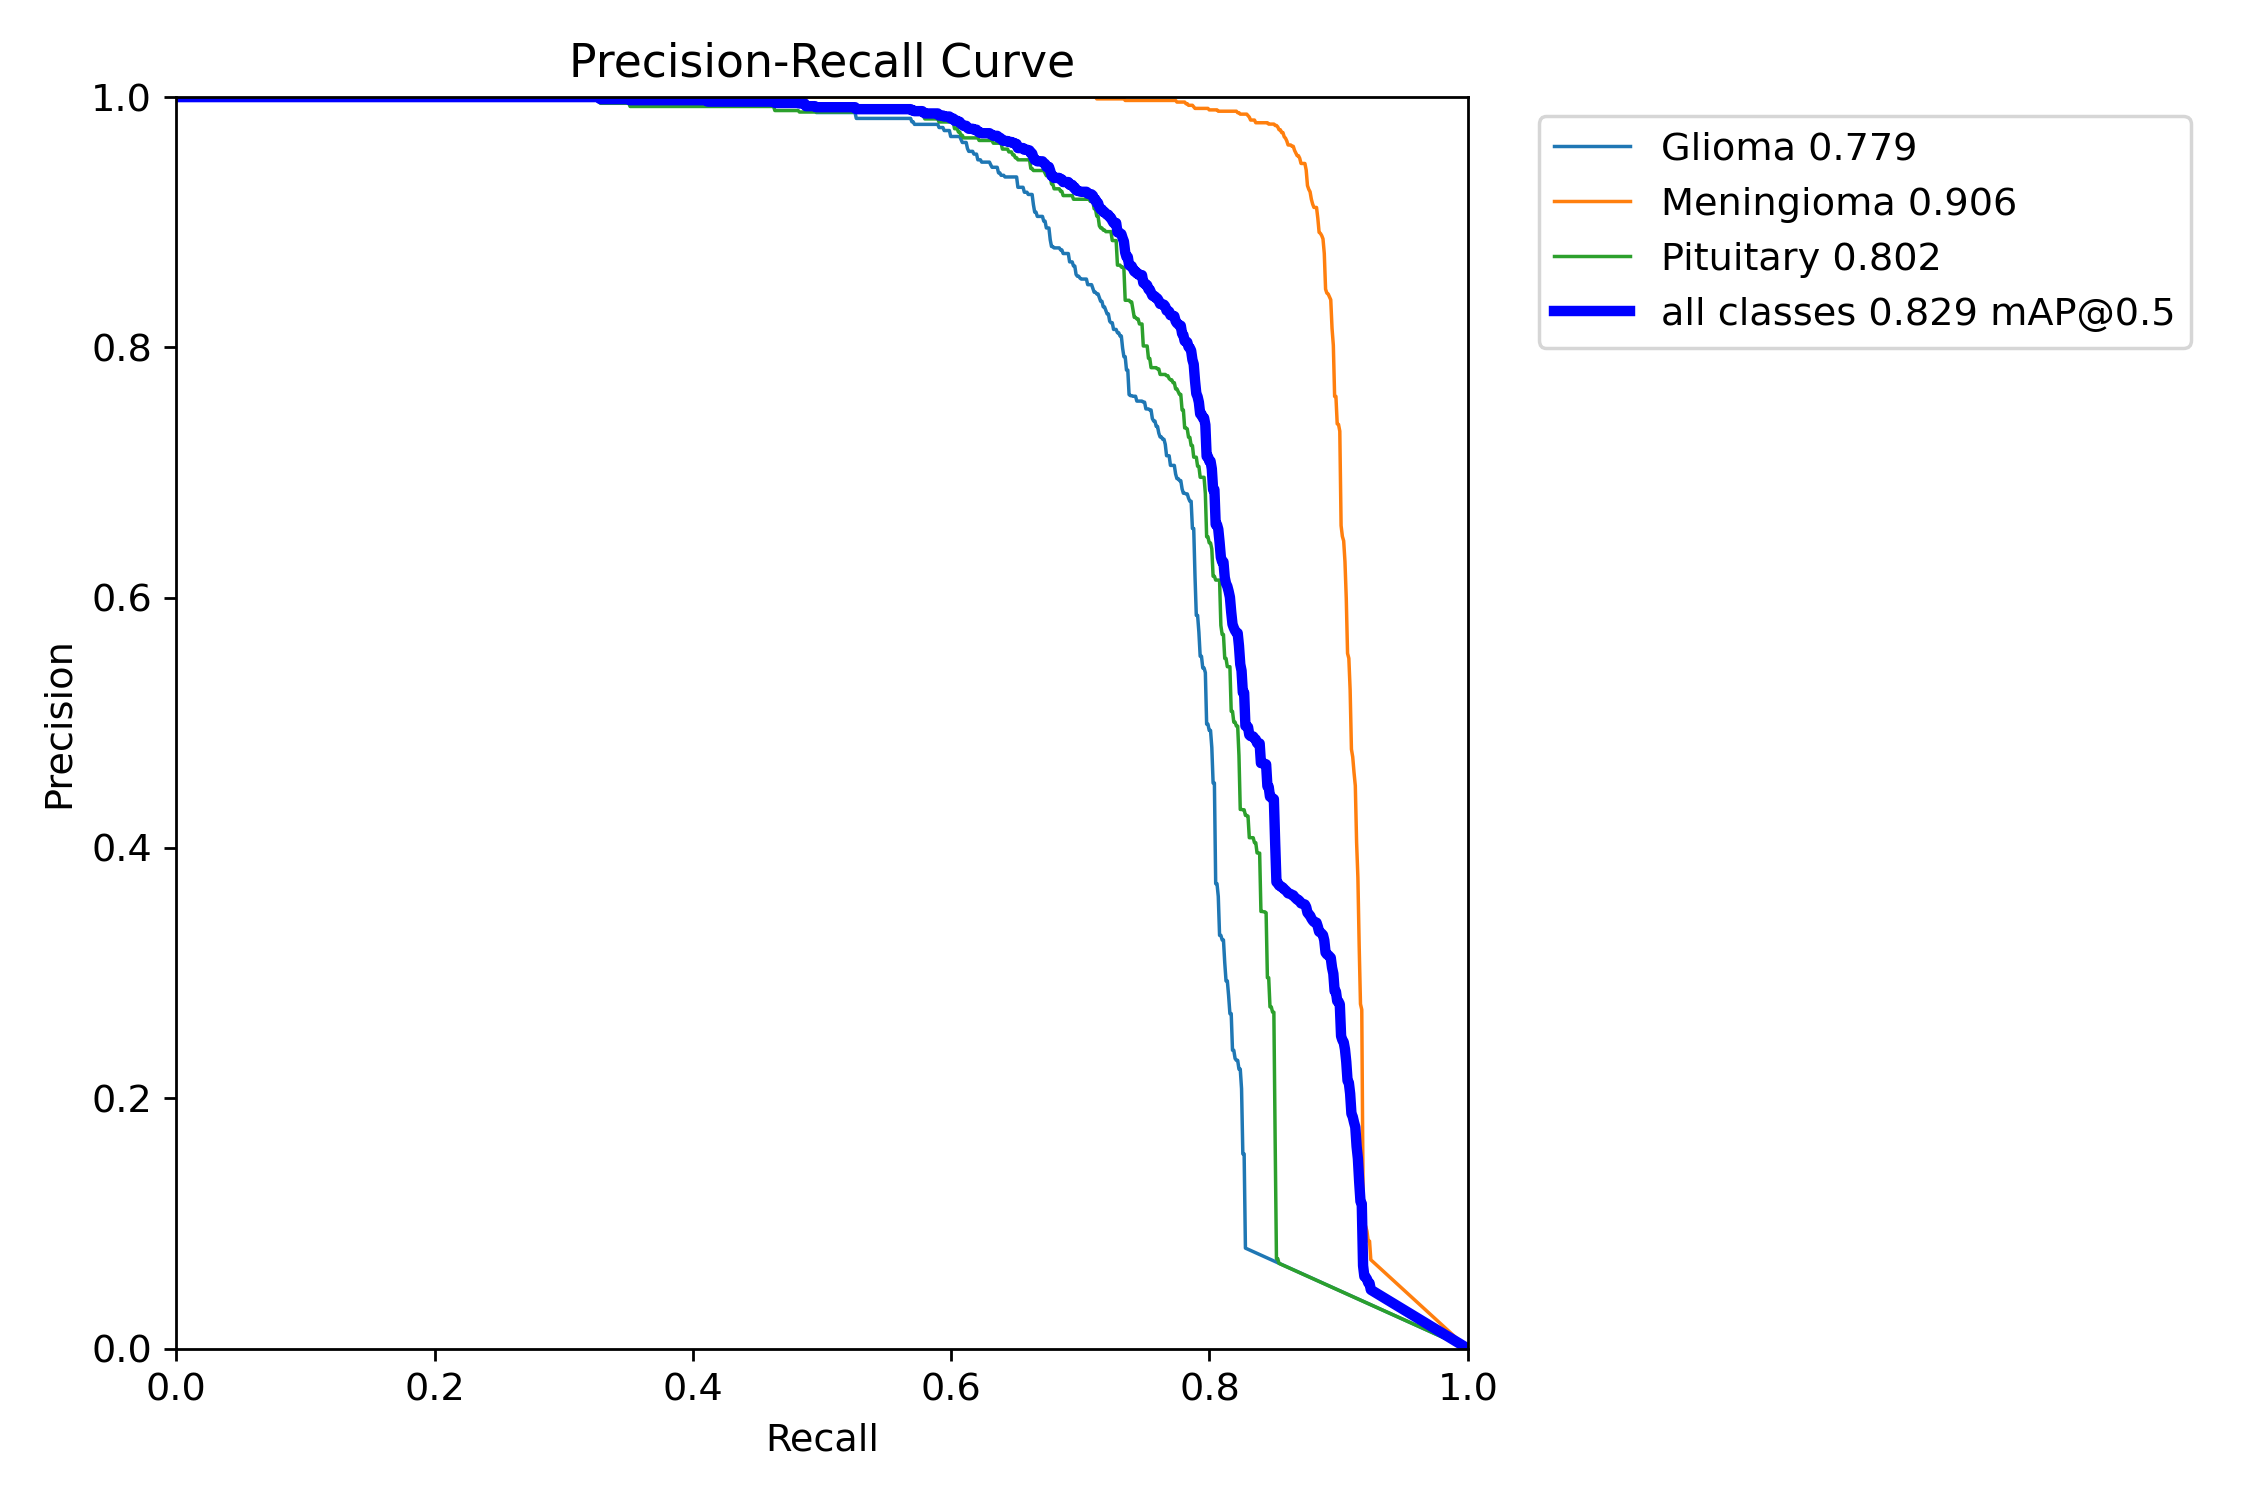 Precision-Recall Curve
1.0
0.8
0.6
0.4
0.2
0.0
Precision
0.0 0.2 0.4 0.6 0.8 1.0
Recall
Glioma 0.779
Meningioma 0.906
Pituitary 0.802
all classes 0.829 mAP@0.5